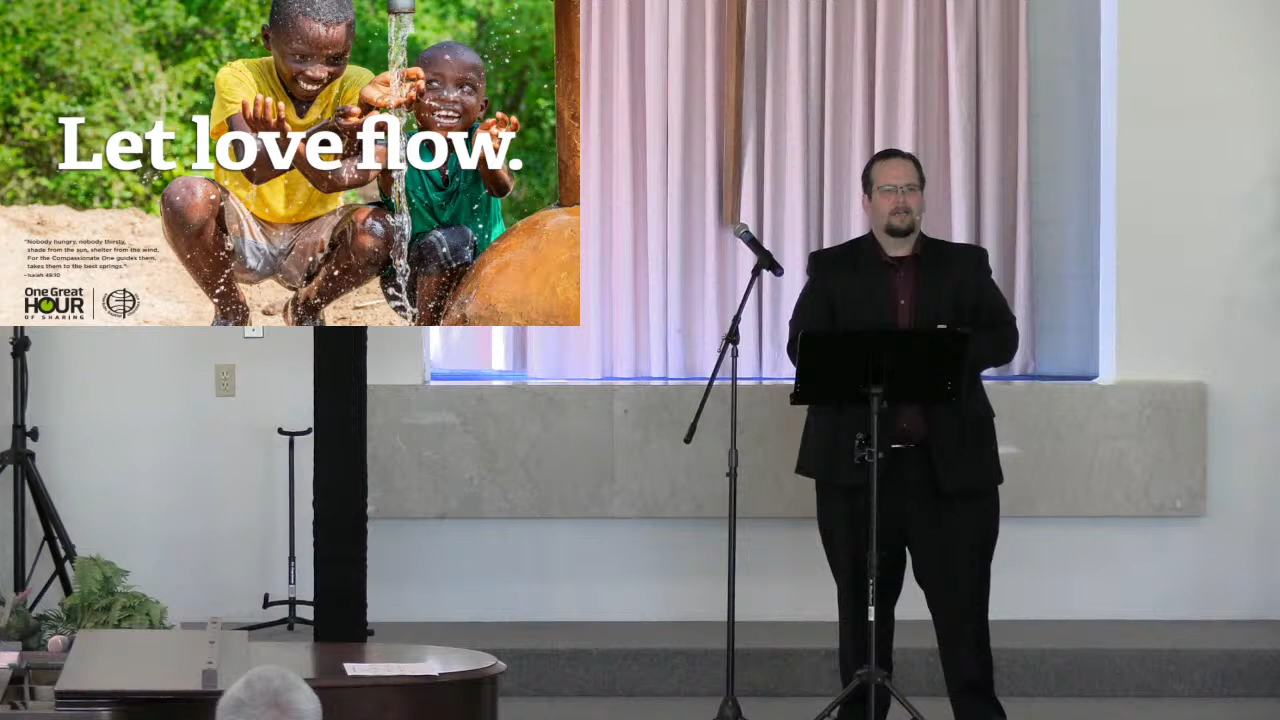 Let love flow.
"Nobody hungry, nobody thirsty,
shade from the sun, shelter from the wind,
For the Compassionate One guides them,
takes them to the best springs."
- Isaiah 49:10
One Great
HOUR
OF SHARING